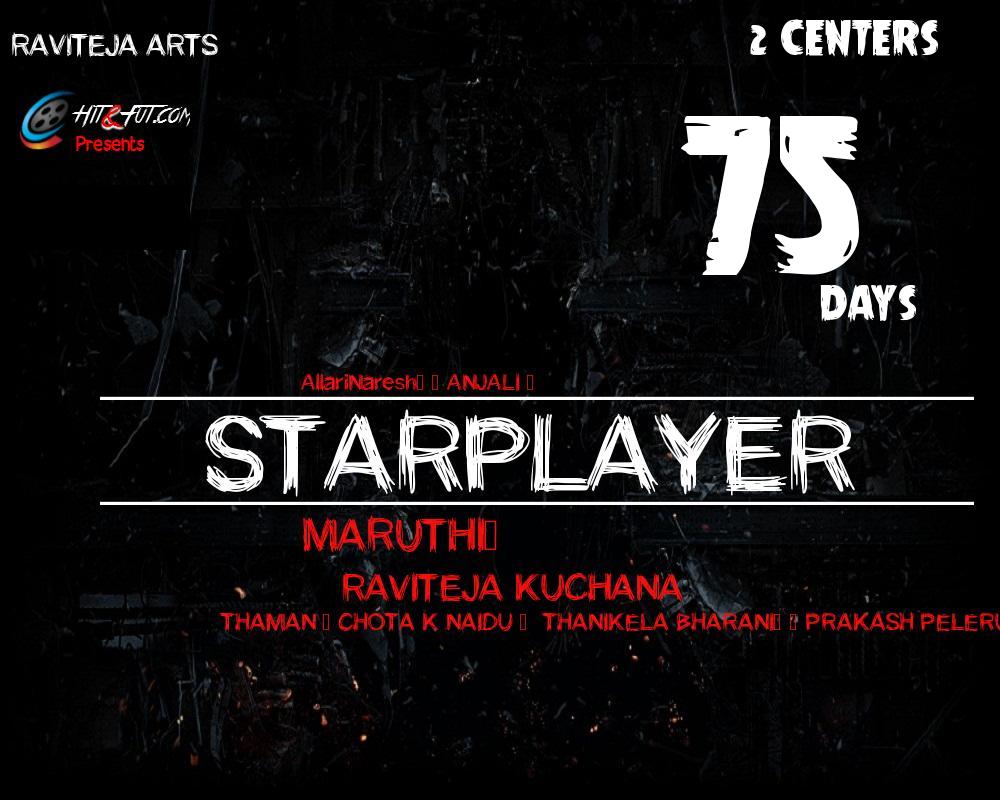 RAVITEJA ARTS
2 CENTERS
HIT&FUT.COM
Presents
75
DAYS
AllariNaresh ANJALI
STARPLAYER
MARUTHI
RAVITEJA KUCHANA
THAMAN CHOTA K NAIDU THANIKELA BHARANI ? PRAKASH PELERU